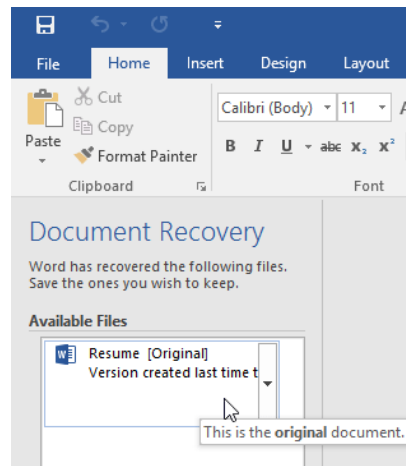 File Home Insert Design Layout
Cut
Calibri (Body) 11 A
Copy
Paste
Format Painter
B I U abc X₂ X²
Clipboard Font
Document Recovery
Word has recovered the following files.
Save the ones you wish to keep.
Available Files
W Resume [Original]
Version created last time t
This is the original document.